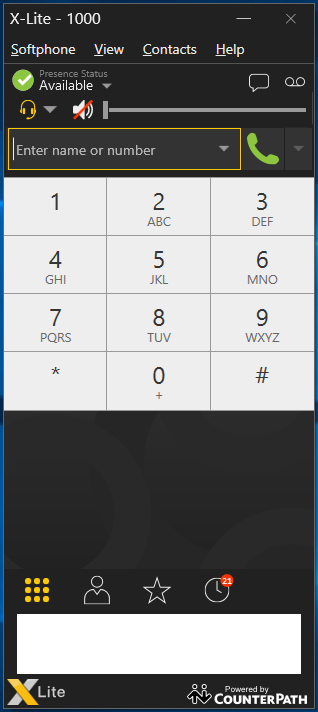 X-Lite - 1000
Softphone View Contacts Help
Presence Status
Available
Enter name or number
1 2 3
ABC DEF
4 5 6
GHI JKL MNO
7 8 9
PQRS TUV WXYZ
* 0 #
+
21
X Lite
Powered by
COUNTERPATH